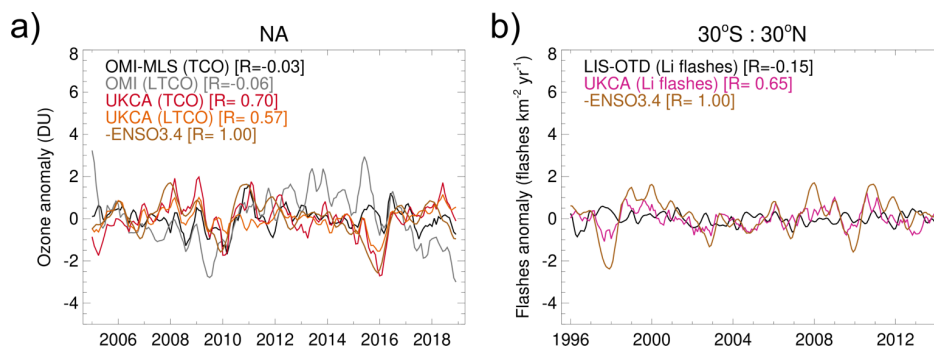 a)
NA
Ozone anomaly (DU)
8
6
4
2
0
-2
-4
OMI-MLS (TCO) [R=-0.03)
OMI (LTCO) [R=-0.06)
UKCA (TCO) [R= 0.70]
UKCA (LTCO) [R= 0.57]
-ENSO3.4 [R= 1.00]
2006 2008 2010 2012 2014 2016 2018
b)
30°S : 30°N
Flashes anomaly (flashes km⁻² yr⁻¹)
8
6
4
2
0
-2
-4
LIS-OTD (Li flashes) [R=-0.15]
UKCA (Li flashes) [R= 0.65]
-ENSO3.4 [R= 1.00]
1996 2000 2004 2008 2012